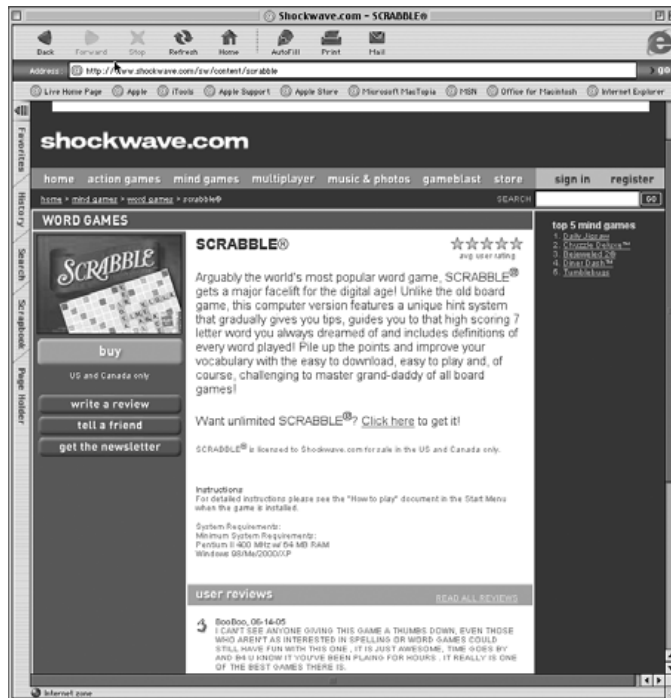 Shockwave.com - SCRABBLE®
Back Forward Stop Refresh Home AutoFill Print Mail
Address: http://www.shockwave.com/sw/content/scrabble go
Live Home Page Apple iTools Apple Support Apple Store Microsoft MacTopia MSN Office for Macintosh Internet Explorer
Favorites
History
Search
Scrapbook
Page Holder
shockwave.com
home action games mind games multiplayer music & photos gameblast store sign in register
home > mind games > word games > scrabble® SEARCH GO
WORD GAMES
SCRABBLE
buy
US and Canada only
write a review
tell a friend
get the newsletter
SCRABBLE®
avg user rating
Arguably the world's most popular word game, SCRABBLE®
gets a major facelift for the digital age! Unlike the old board
game, this computer version features a unique hint system
that gradually gives you tips, guides you to that high scoring 7
letter word you always dreamed of and includes definitions of
every word played! Pile up the points and improve your
vocabulary with the easy to download, easy to play and, of
course, challenging to master grand-daddy of all board
games!
Want unlimited SCRABBLE®? Click here to get it!
SCRABBLE® is licensed to Shockwave.com for sale in the US and Canada only.
Instructions
For detailed instructions please see the "How to play" document in the Start Menu
when the game is installed.
System Requirements:
Minimum System Requirements:
Pentium II 400 MHz w/ 64 MB RAM
Windows 98/Me/2000/XP
user reviews READ ALL REVIEWS
BooBoo, 06-14-05
I CAN'T SEE ANYONE GIVING THIS GAME A THUMBS DOWN, EVEN THOSE
WHO AREN'T AS INTERESTED IN SPELLING OR WORD GAMES COULD
STILL HAVE FUN WITH THIS ONE , IT IS JUST AWESOME, TIME GOES BY
AND B4 U KNOW IT YOU'VE BEEN PLAING FOR HOURS . IT REALLY IS ONE
OF THE BEST GAMES THERE IS.
top 5 mind games
1. Daily Jigsaw
2. Chuzzle Deluxe™
3. Bejeweled 2®
4. Diner Dash™
5. Tumblebugs
Internet zone